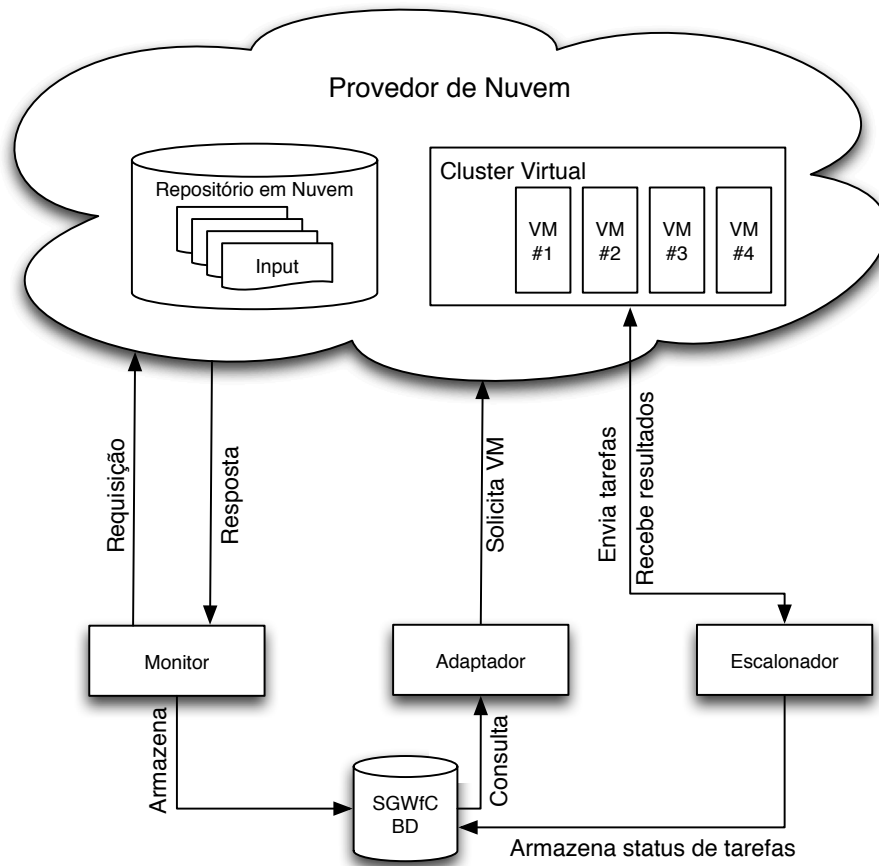 Provedor de Nuvem
Repositório em Nuvem
Input
Cluster Virtual
VM
#1
VM
#2
VM
#3
VM
#4
Requisição
Resposta
Solicita VM
Envia tarefas
Recebe resultados
Monitor
Adaptador
Escalonador
Armazena
Consulta
SGWfC
BD
Armazena status de tarefas